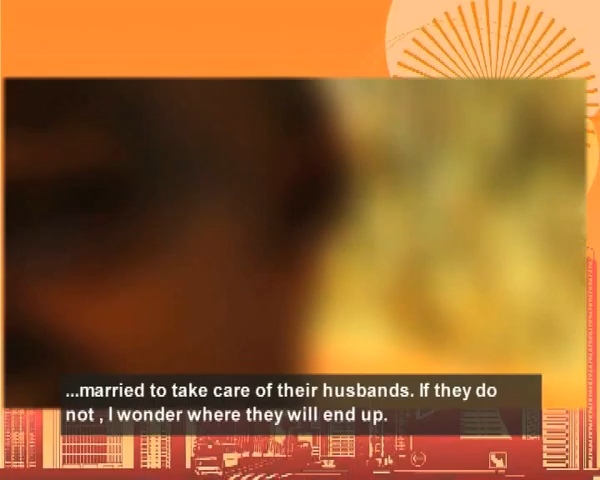 ...married to take care of their husbands. If they do
not , I wonder where they will end up.